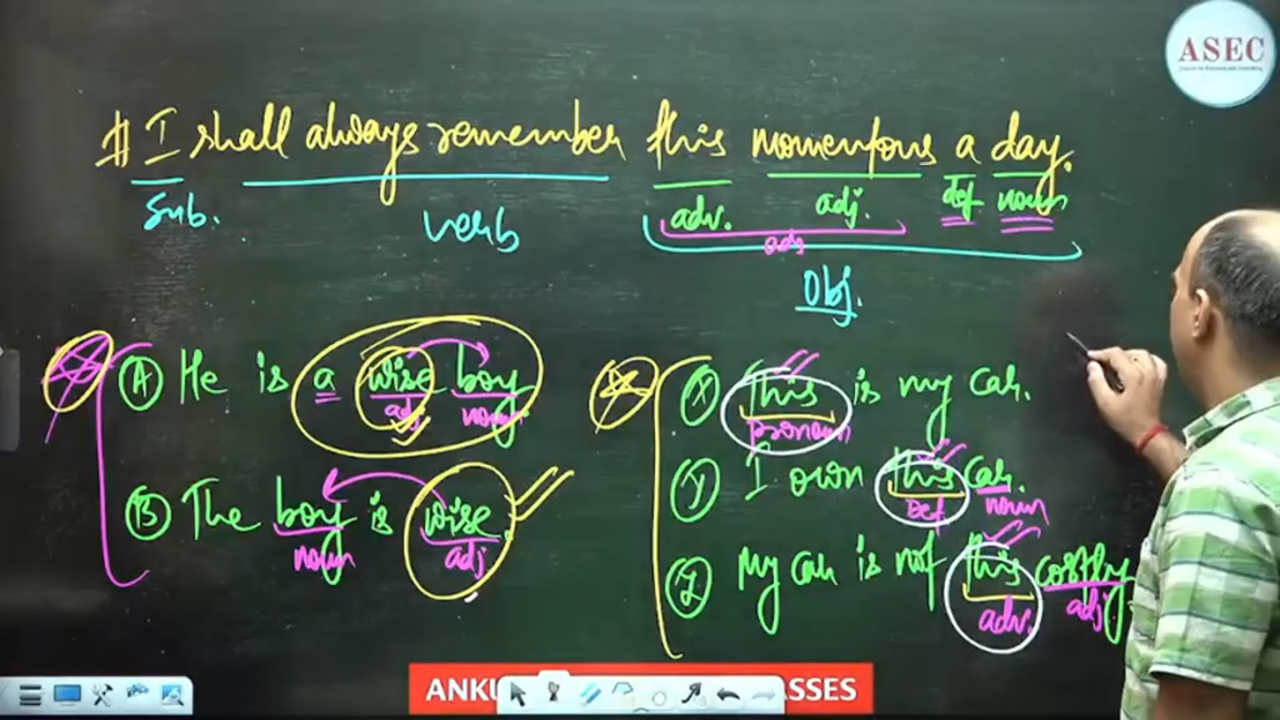 ASEC
# I shall always remember this momentous a day.
Sub. verb adv. adj. def noun
adj
Obj.
A He is a wise boy
adj noun
B The boy is wise.
noun adj
X This is my car.
pronoun
Y I own this car.
Def noun
Z My car is not this costly
adv. adj.
ANKU
ASSES